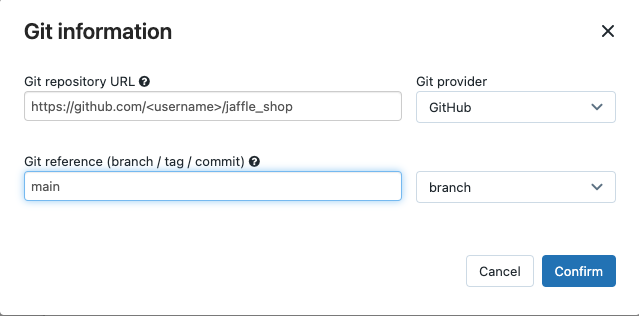 Git information
Git repository URL
Git provider
https://github.com/<username>/jaffle_shop
GitHub
Git reference (branch / tag / commit)
main
branch
Cancel
Confirm